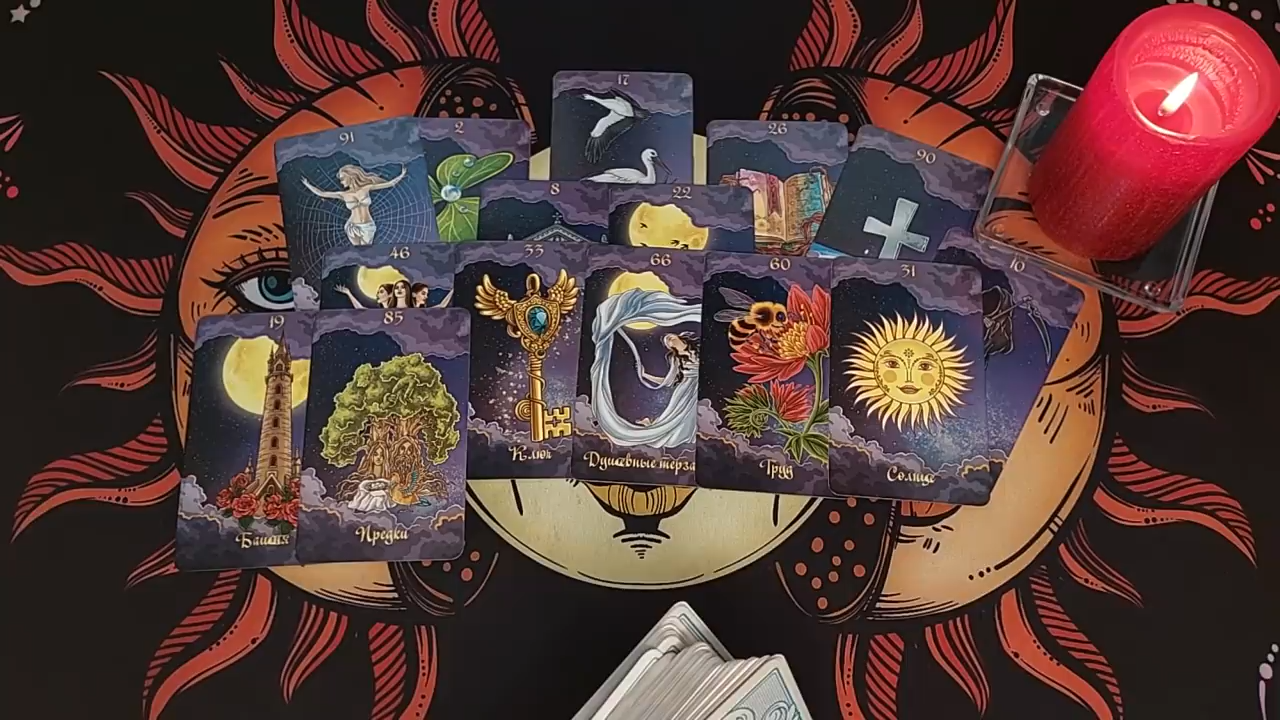 17
91
2
26
90
8
22
46
33
66
60
31
10
19
85
Ключ
Душевные терза
Труд
Солнце
Башня
Предки